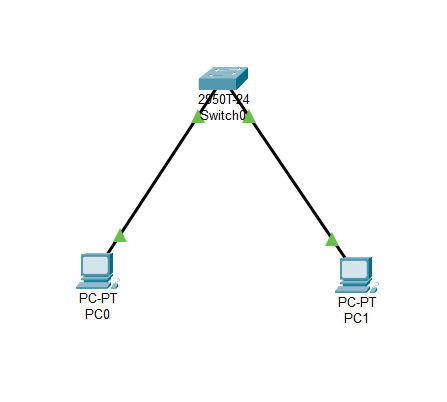 2950T-24
Switch0
PC-PT
PC0
PC-PT
PC1